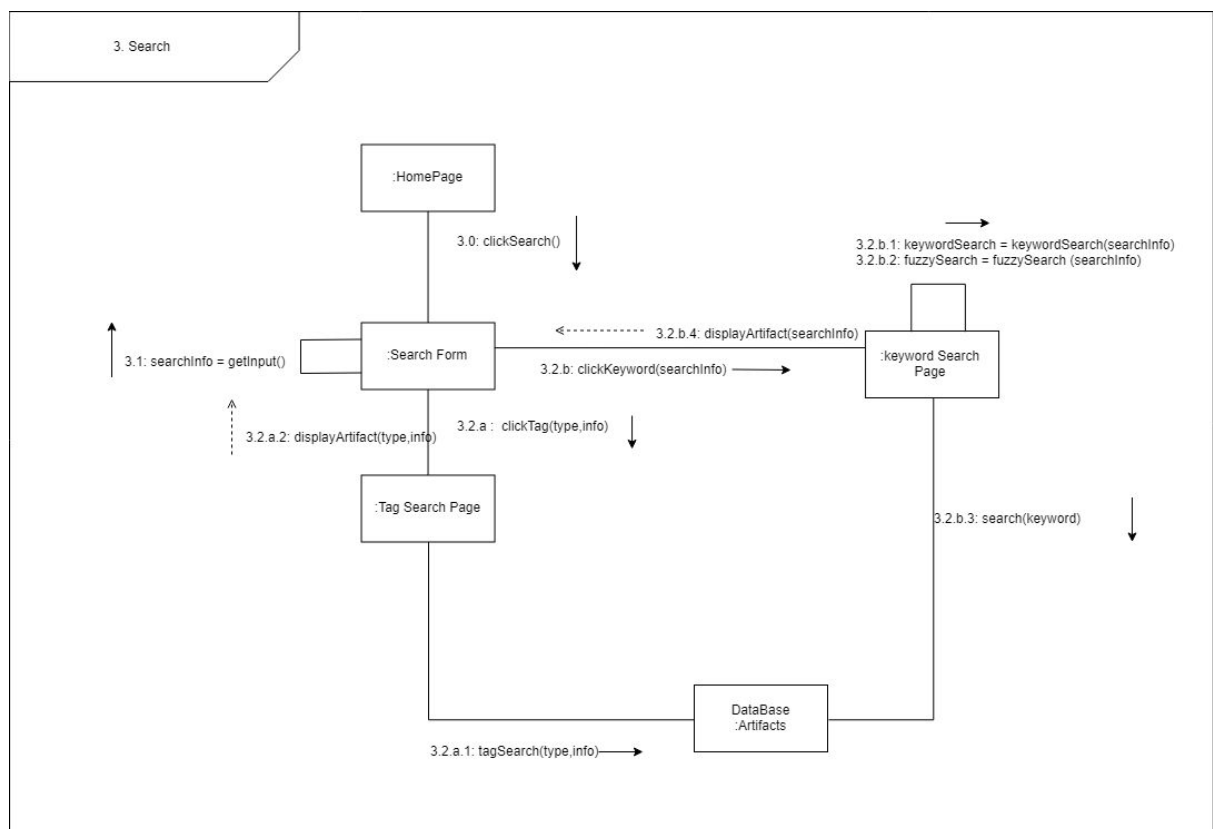 3. Search
:HomePage
3.0: clickSearch()
3.2.b.1: keywordSearch = keywordSearch(searchInfo)
3.2.b.2: fuzzySearch = fuzzySearch (searchInfo)
3.2.b.4: displayArtifact(searchInfo)
3.1: searchInfo = getInput()
:Search Form
3.2.b: clickKeyword(searchInfo)
:keyword Search
Page
3.2.a.2: displayArtifact(type,info)
3.2.a : clickTag(type,info)
:Tag Search Page
3.2.b.3: search(keyword)
DataBase
:Artifacts
3.2.a.1: tagSearch(type,info)